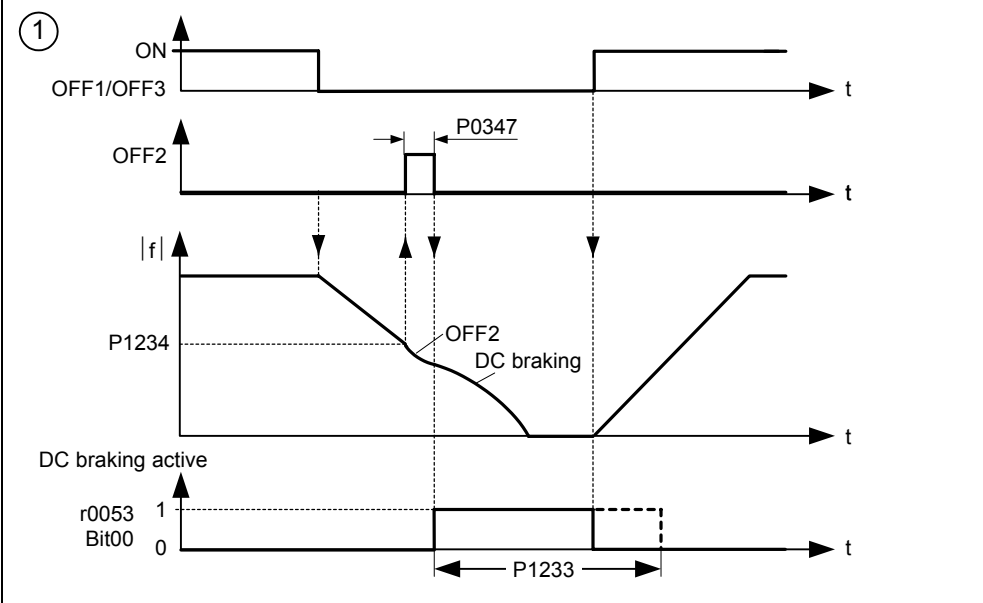 1
ON
OFF1/OFF3
t
P0347
OFF2
t
|f|
P1234
OFF2
DC braking
t
DC braking active
r0053 1
Bit00
0
t
P1233